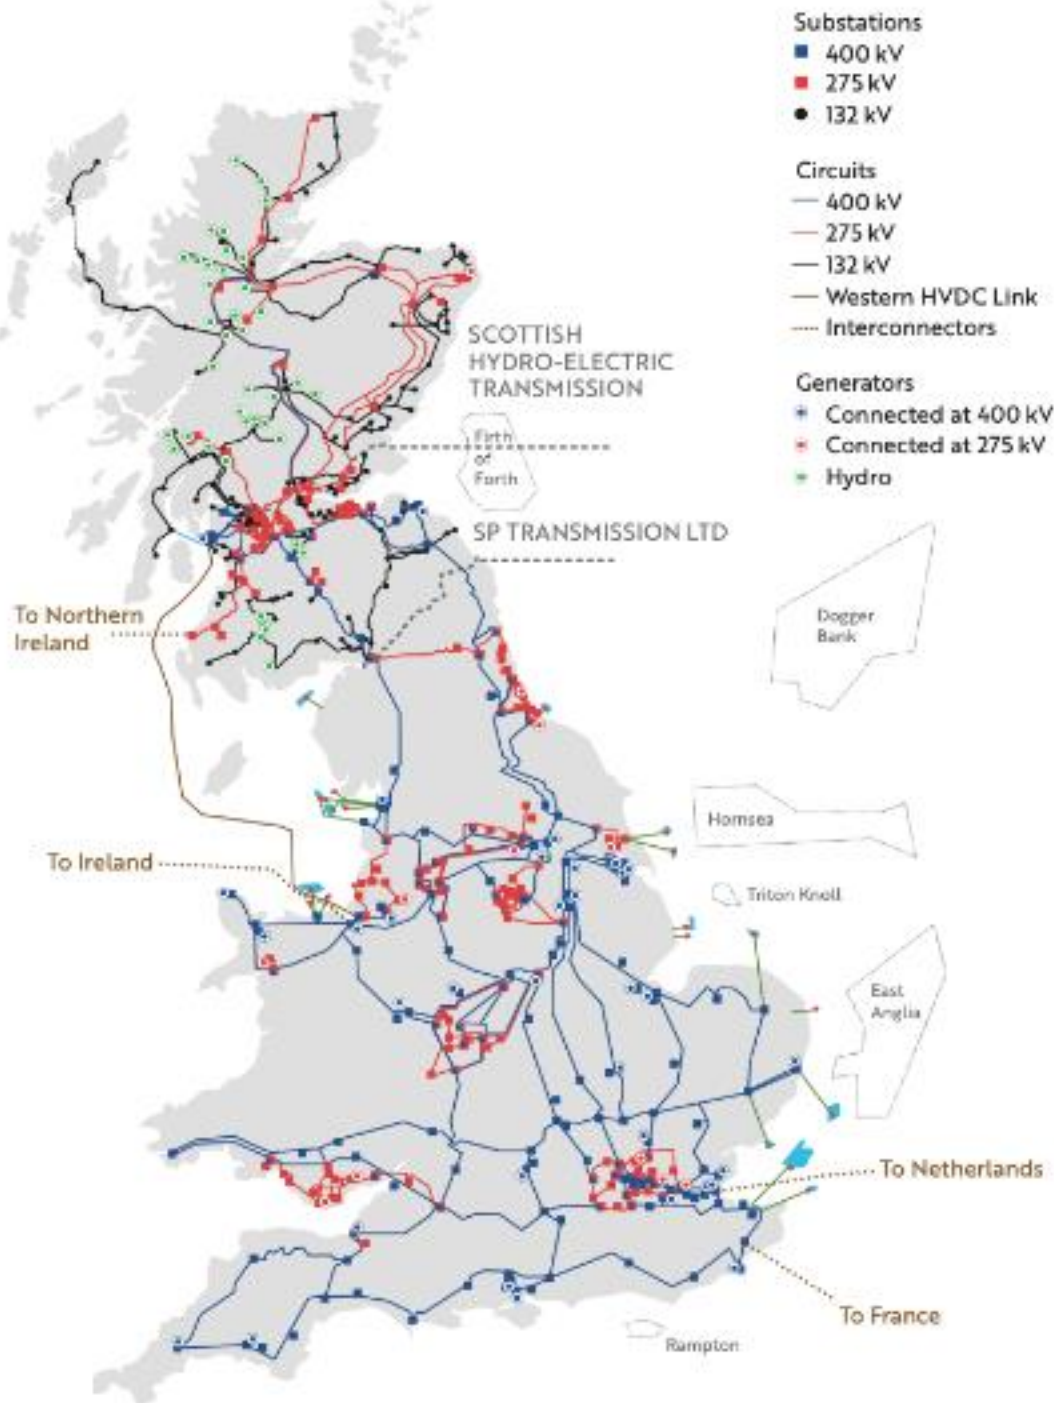 Substations
400 kV
275 kV
132 kV
Circuits
400 kV
275 kV
132 kV
Western HVDC Link
Interconnectors
Generators
Connected at 400 kV
Connected at 275 kV
Hydro
SCOTTISH
HYDRO-ELECTRIC
TRANSMISSION
Firth
of
Forth
SP TRANSMISSION LTD
To Northern
Ireland
Dogger
Bank
Hornsea
To Ireland
Triton Knoll
East
Anglia
To Netherlands
To France
Rampton